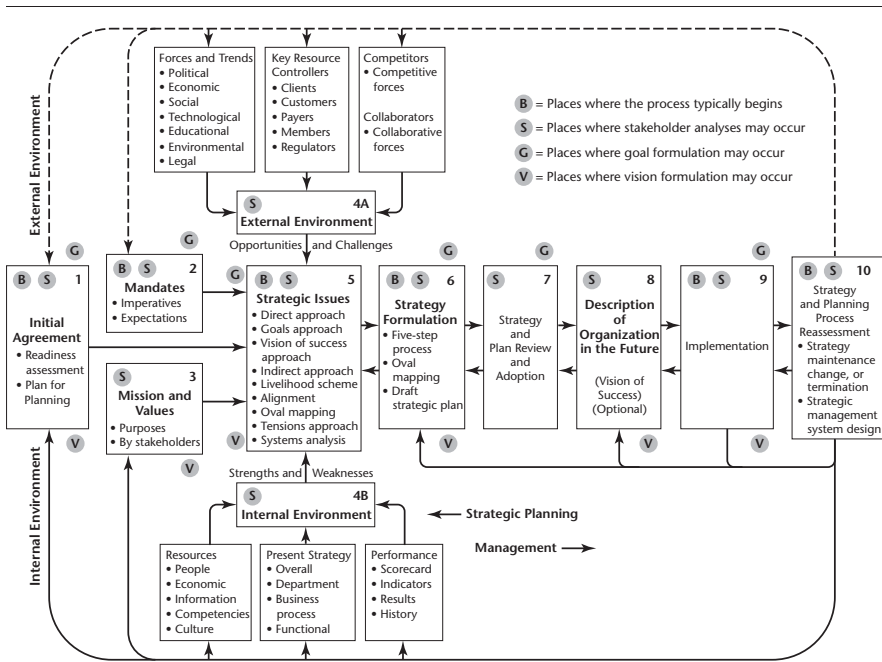 Forces and Trends
• Political
• Economic
• Social
• Technological
• Educational
• Environmental
• Legal
Key Resource
Controllers
• Clients
• Customers
• Payers
• Members
• Regulators
Competitors
• Competitive
forces
Collaborators
• Collaborative
forces
B = Places where the process typically begins
S = Places where stakeholder analyses may occur
G = Places where goal formulation may occur
V = Places where vision formulation may occur
External Environment
S 4A
External Environment
Opportunities and Challenges
G
B S 1
Initial
Agreement
• Readiness
assessment
• Plan for
Planning
V
G
B S 2
Mandates
• Imperatives
• Expectations
S 3
Mission and
Values
• Purposes
• By stakeholders
V
G
B S 5
Strategic Issues
• Direct approach
• Goals approach
• Vision of success
approach
• Indirect approach
• Livelihood scheme
• Alignment
• Oval mapping
• Tensions approach
• Systems analysis
V
G
B S 6
Strategy
Formulation
• Five-step
process
• Oval
mapping
• Draft
strategic plan
V
G
S 7
Strategy
and
Plan Review
and
Adoption
S 8
Description
of
Organization
in the Future
(Vision of
Success)
(Optional)
V
G
B S 9
Implementation
V
B S 10
Strategy
and Planning
Process
Reassessment
• Strategy
maintenance
change, or
termination
• Strategic
management
system design
Internal Environment
Strengths and Weaknesses
S 4B
Internal Environment
Strategic Planning
Management
Resources
• People
• Economic
• Information
• Competencies
• Culture
Present Strategy
• Overall
• Department
• Business
process
• Functional
Performance
• Scorecard
• Indicators
• Results
• History